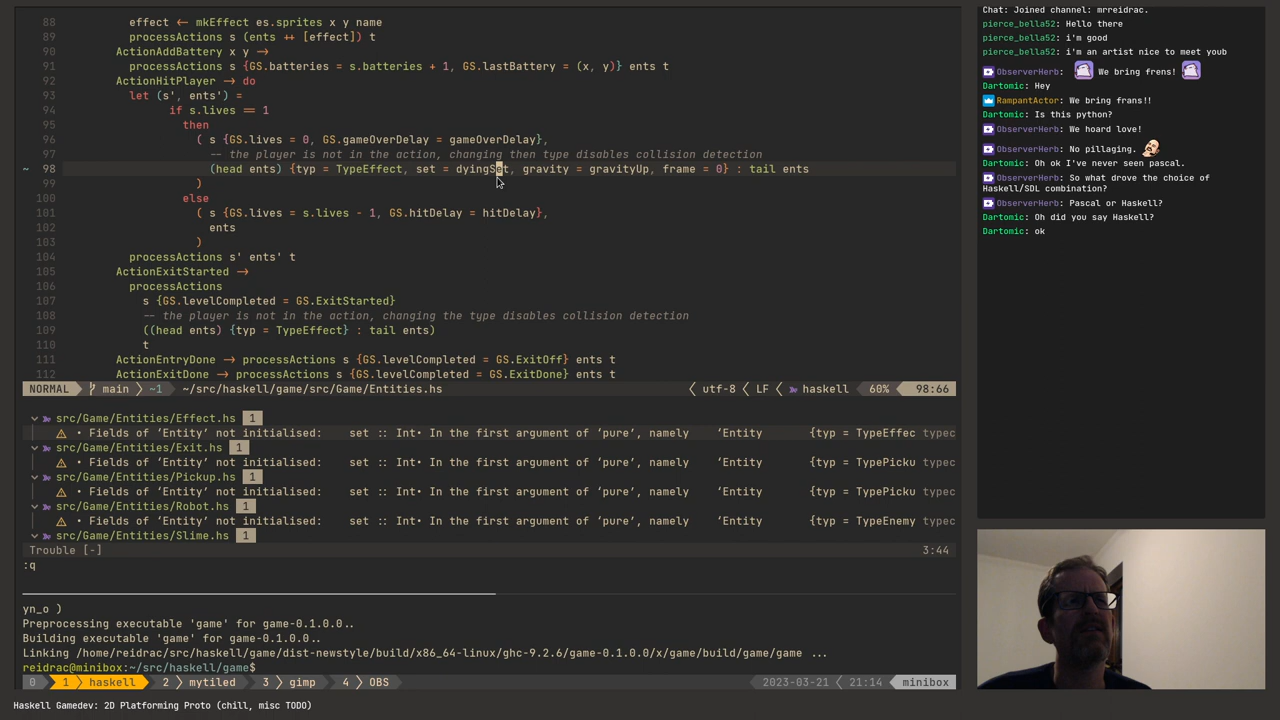 88 effect <- mkEffect es.sprites x y name
89 processActions s (ents ++ [effect]) t
90 ActionAddBattery x y ->
91 processActions s {GS.batteries = s.batteries + 1, GS.lastBattery = (x, y)} ents t
92 ActionHitPlayer -> do
93 let (s', ents') =
94 if s.lives == 1
95 then
96 ( s {GS.lives = 0, GS.gameOverDelay = gameOverDelay},
97 -- the player is not in the action, changing then type disables collision detection
~ 98 (head ents) {typ = TypeEffect, set = dyingSet, gravity = gravityUp, frame = 0} : tail ents
99 )
100 else
101 ( s {GS.lives = s.lives - 1, GS.hitDelay = hitDelay},
102 ents
103 )
104 processActions s' ents' t
105 ActionExitStarted ->
106 processActions
107 s {GS.levelCompleted = GS.ExitStarted}
108 -- the player is not in the action, changing the type disables collision detection
109 ((head ents) {typ = TypeEffect} : tail ents)
110 t
111 ActionEntryDone -> processActions s {GS.levelCompleted = GS.ExitOff} ents t
112 ActionExitDone -> processActions s {GS.levelCompleted = GS.ExitDone} ents t
NORMAL main ~1 ~/src/haskell/game/src/Game/Entities.hs utf-8 LF haskell 60% 98:66
src/Game/Entities/Effect.hs 1
• Fields of ‘Entity’ not initialised: set :: Int• In the first argument of ‘pure’, namely ‘Entity {typ = TypeEffec typec
src/Game/Entities/Exit.hs 1
• Fields of ‘Entity’ not initialised: set :: Int• In the first argument of ‘pure’, namely ‘Entity {typ = TypePicku typec
src/Game/Entities/Pickup.hs 1
• Fields of ‘Entity’ not initialised: set :: Int• In the first argument of ‘pure’, namely ‘Entity {typ = TypePicku typec
src/Game/Entities/Robot.hs 1
• Fields of ‘Entity’ not initialised: set :: Int• In the first argument of ‘pure’, namely ‘Entity {typ = TypeEnemy typec
src/Game/Entities/Slime.hs 1
Trouble [-] 3:44
:q
yn_o )
Preprocessing executable 'game' for game-0.1.0.0..
Building executable 'game' for game-0.1.0.0..
Linking /home/reidrac/src/haskell/game/dist-newstyle/build/x86_64-linux/ghc-9.2.6/game-0.1.0.0/x/game/build/game/game ...
reidrac@minibox:~/src/haskell/game$
0 1 haskell 2 mytiled 3 gimp 4 OBS 2023-03-21 21:14 minibox
Haskell Gamedev: 2D Platforming Proto (chill, misc TODO)
Chat: Joined channel: mrreidrac.
pierce_bella52: Hello there
pierce_bella52: i'm good
pierce_bella52: i'm an artist nice to meet youb
ObserverHerb: We bring frens!
Dartomic: Hey
RampantActor: We bring frans!!
Dartomic: Is this python?
ObserverHerb: We hoard love!
ObserverHerb: No pillaging.
Dartomic: Oh ok I've never seen pascal.
ObserverHerb: So what drove the choice of
Haskell/SDL combination?
ObserverHerb: Pascal or Haskell?
Dartomic: Oh did you say Haskell?
Dartomic: ok